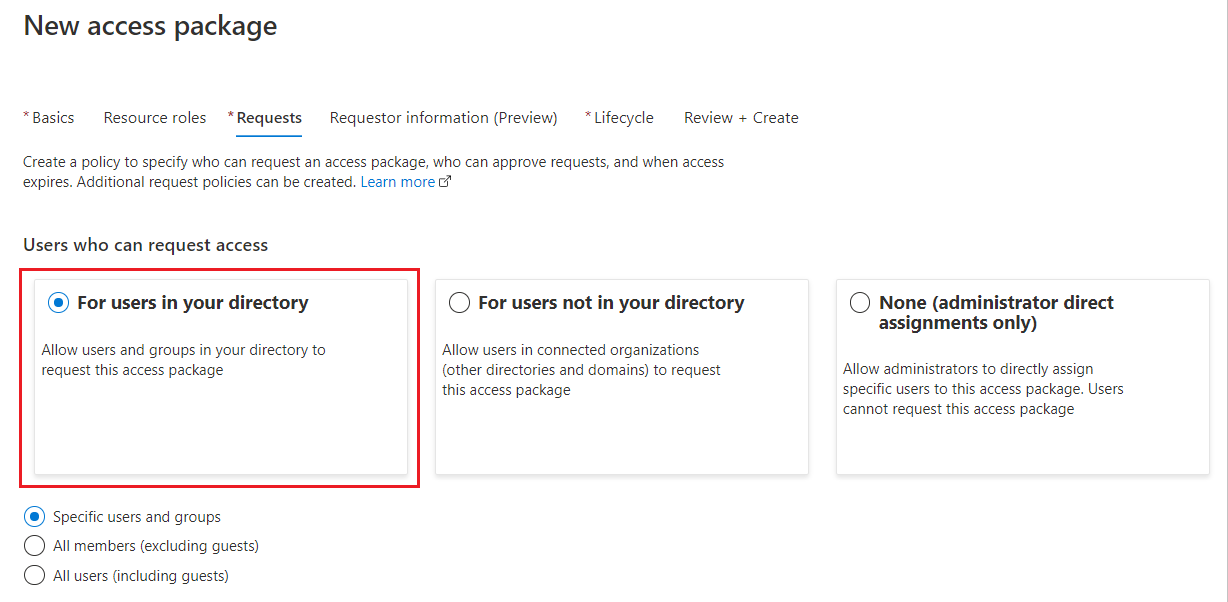 New access package
* Basics Resource roles * Requests Requestor information (Preview) * Lifecycle Review + Create
Create a policy to specify who can request an access package, who can approve requests, and when access
expires. Additional request policies can be created. Learn more
Users who can request access
For users in your directory
Allow users and groups in your directory to
request this access package
For users not in your directory
Allow users in connected organizations
(other directories and domains) to request
this access package
None (administrator direct
assignments only)
Allow administrators to directly assign
specific users to this access package. Users
cannot request this access package
Specific users and groups
All members (excluding guests)
All users (including guests)